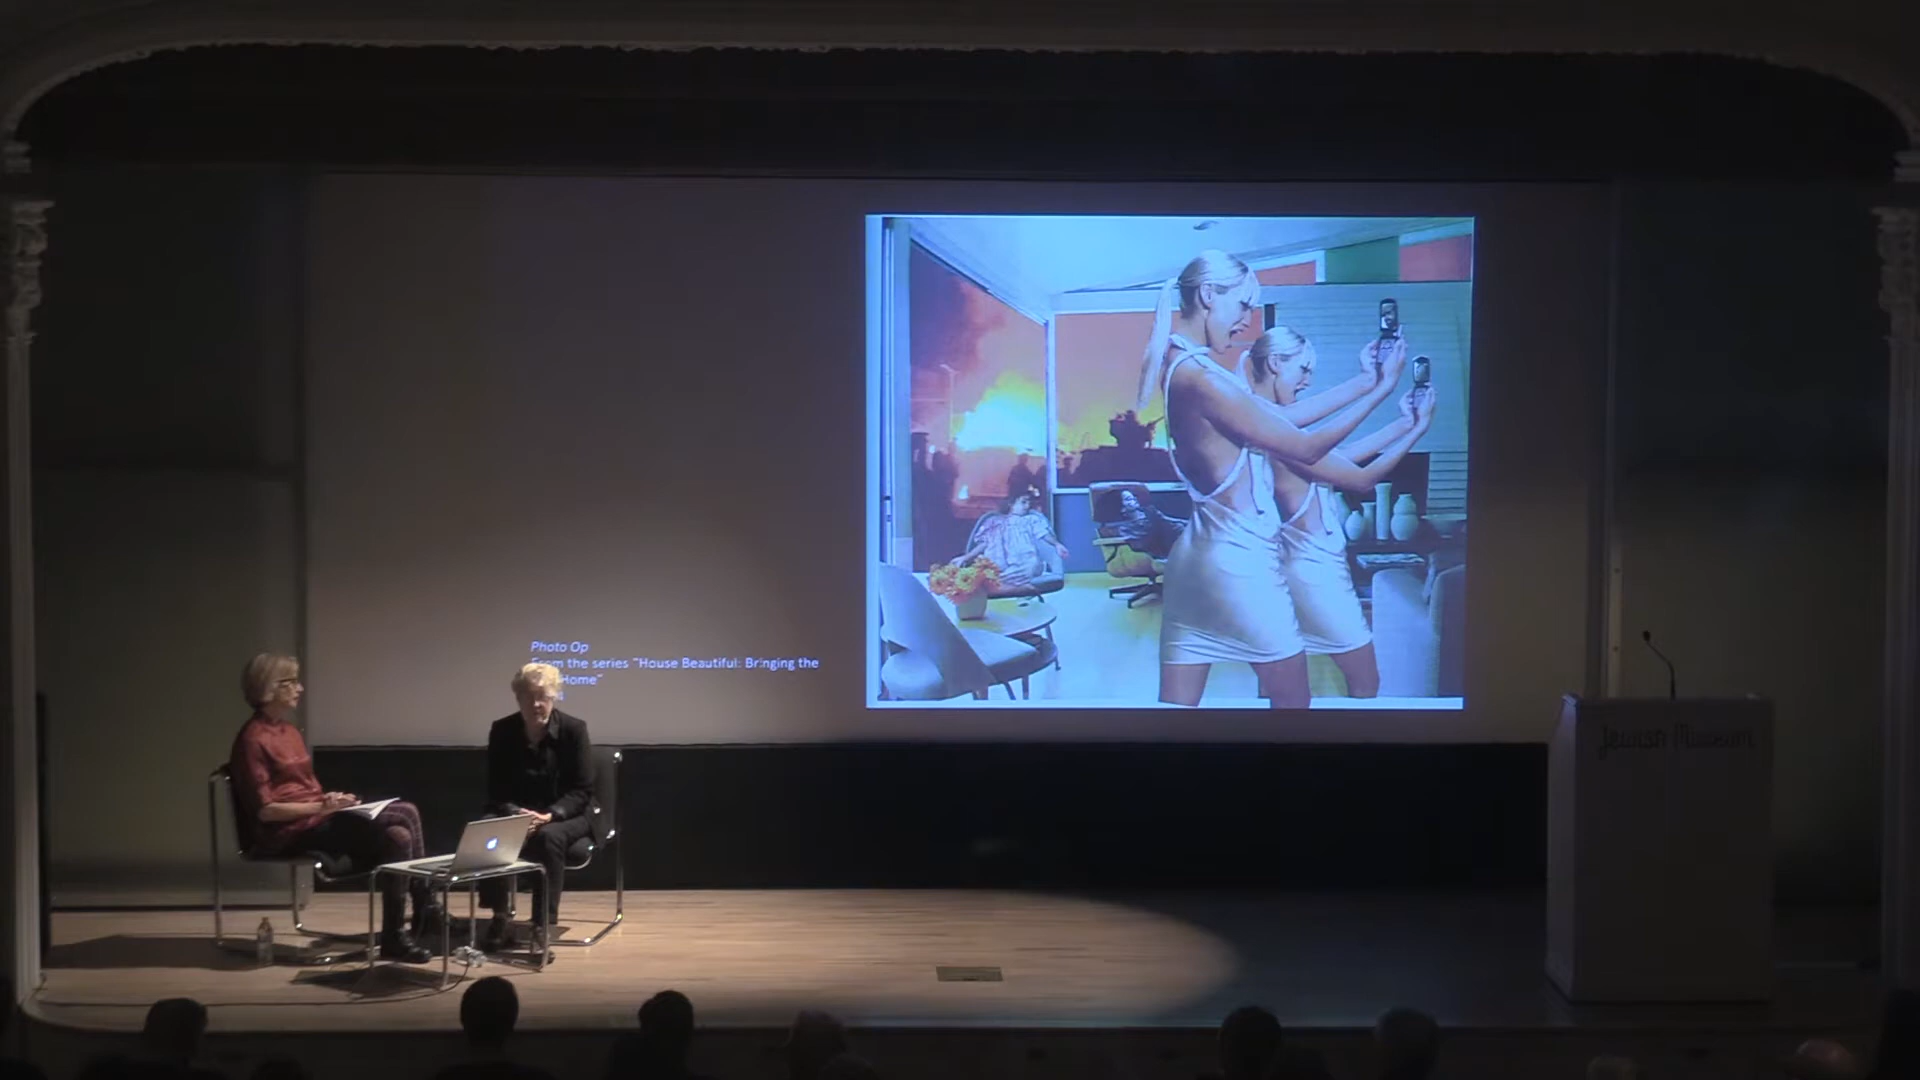 Photo Op
From the series "House Beautiful: Bringing the
Home"
Jewish Museum